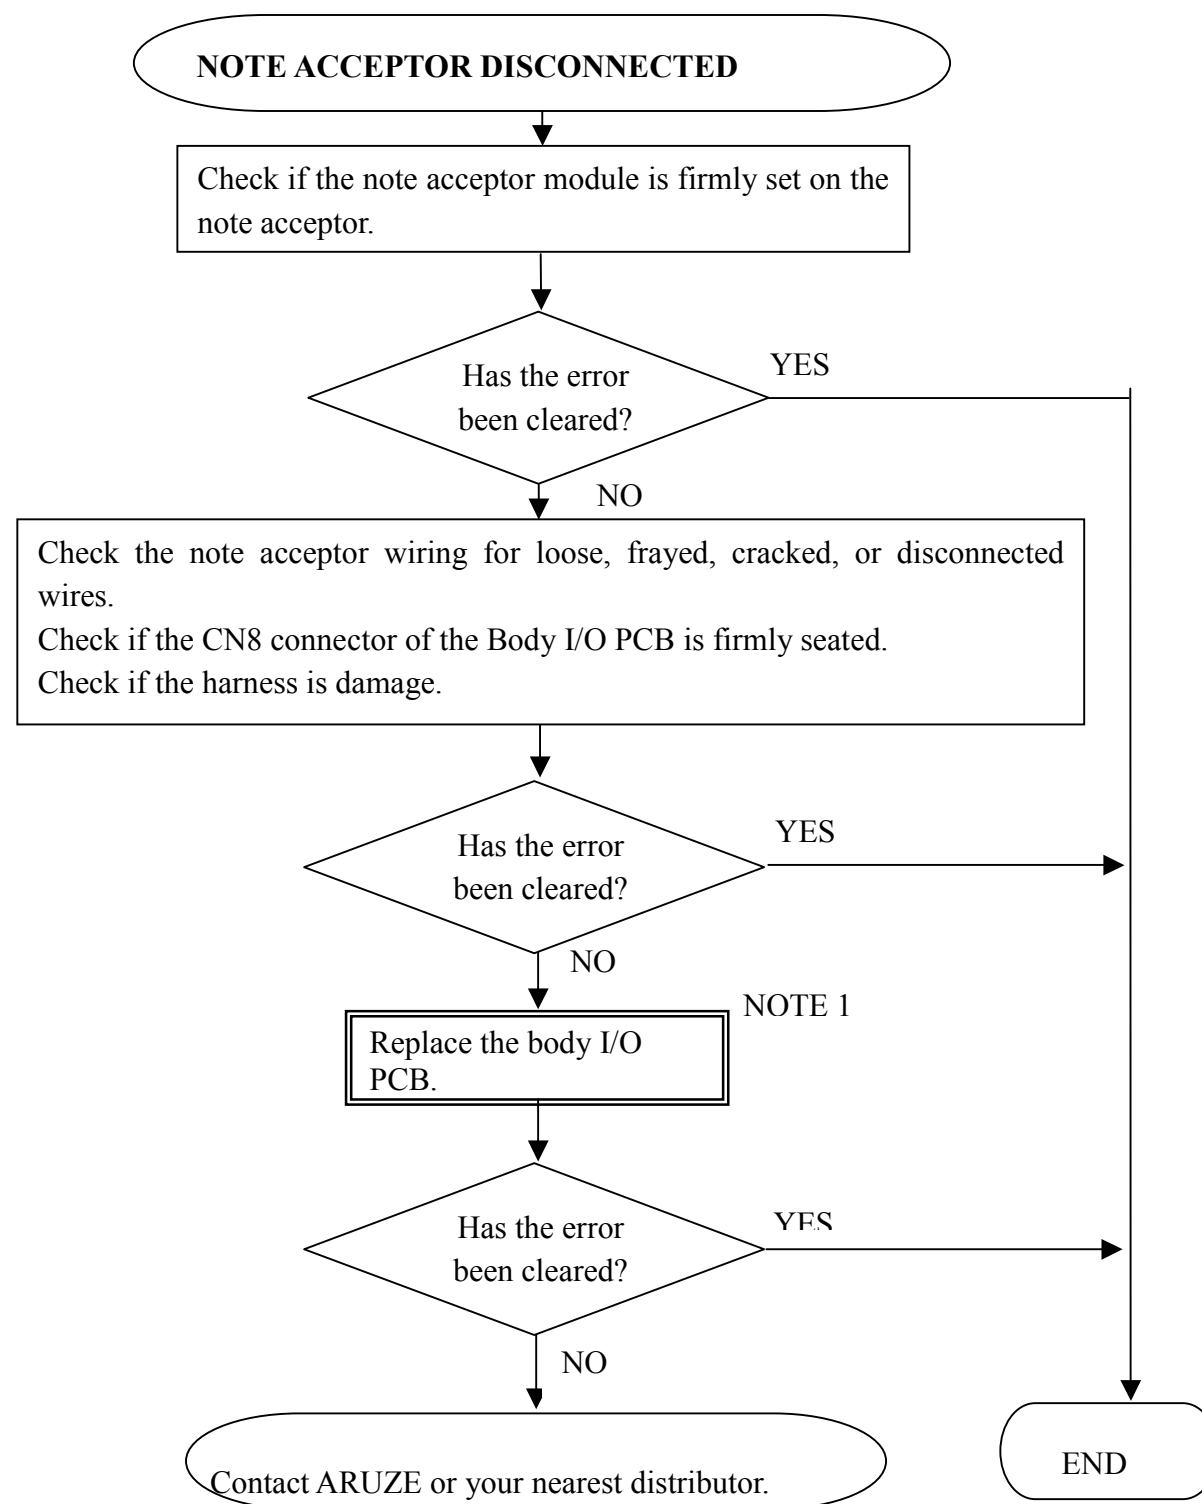 NOTE ACCEPTOR DISCONNECTED
Check if the note acceptor module is firmly set on the
note acceptor.
Has the error
been cleared?
YES
NO
Check the note acceptor wiring for loose, frayed, cracked, or disconnected
wires.
Check if the CN8 connector of the Body I/O PCB is firmly seated.
Check if the harness is damage.
Has the error
been cleared?
YES
NO
NOTE 1
Replace the body I/O
PCB.
Has the error
been cleared?
YES
NO
Contact ARUZE or your nearest distributor.
END